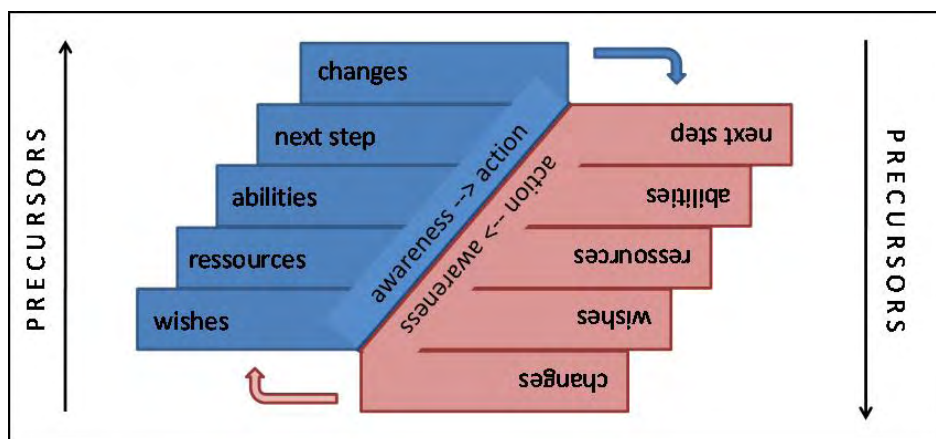 PRECURSORS
changes
next step
abilities
ressources
wishes
awareness --> action
action --> awareness
next step
abilities
ressources
wishes
changes
PRECURSORS